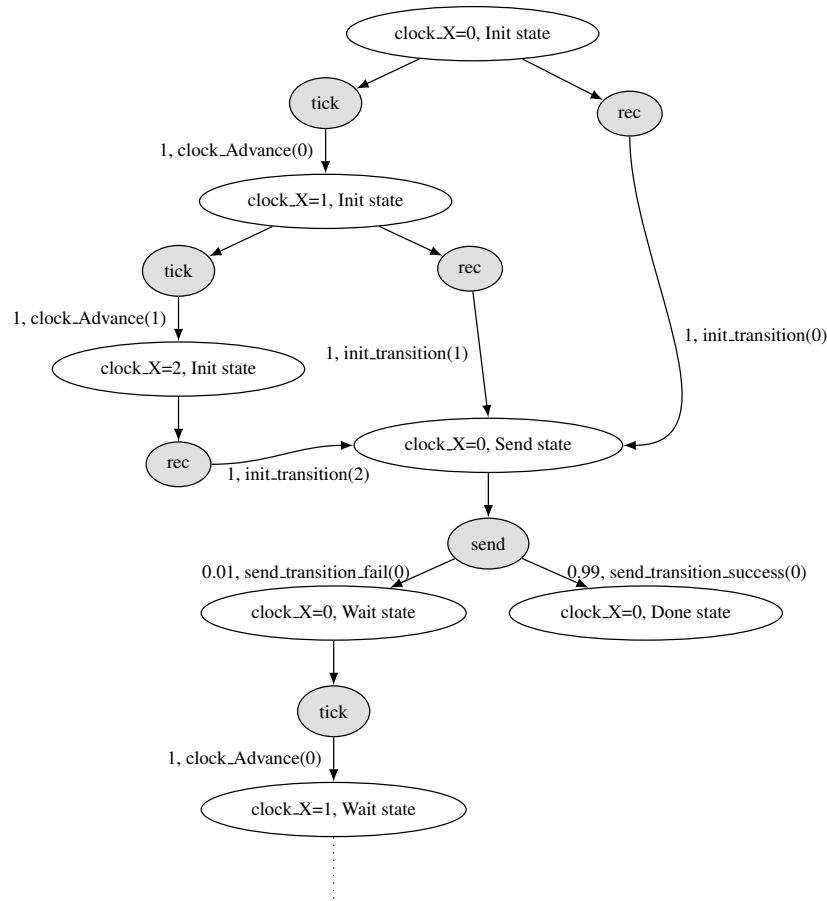 clock_X=0, Init state
tick
rec
1, clock_Advance(0)
clock_X=1, Init state
tick
rec
1, clock_Advance(1)
1, init_transition(0)
1, init_transition(1)
clock_X=2, Init state
clock_X=0, Send state
rec
1, init_transition(2)
send
0.01, send_transition_fail(0)
0.99, send_transition_success(0)
clock_X=0, Wait state
clock_X=0, Done state
tick
1, clock_Advance(0)
clock_X=1, Wait state